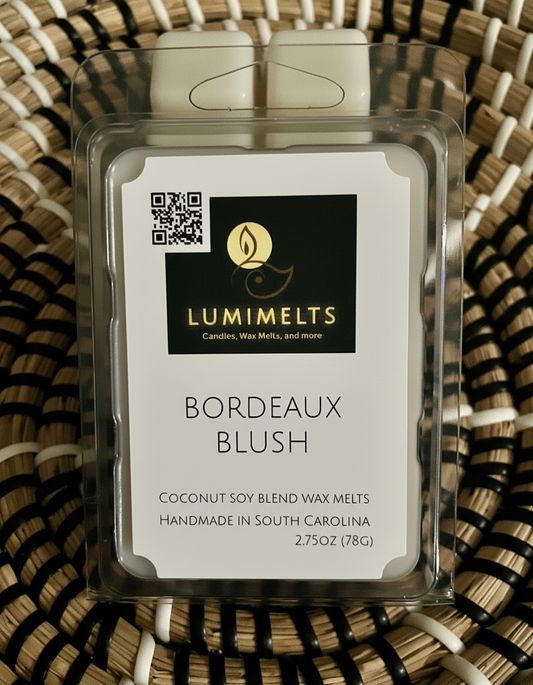 LUMIMELTS
Candles, Wax Melts, and more
BORDEAUX
BLUSH
COCONUT SOY BLEND WAX MELTS
HANDMADE IN SOUTH CAROLINA
2.75OZ (78G)